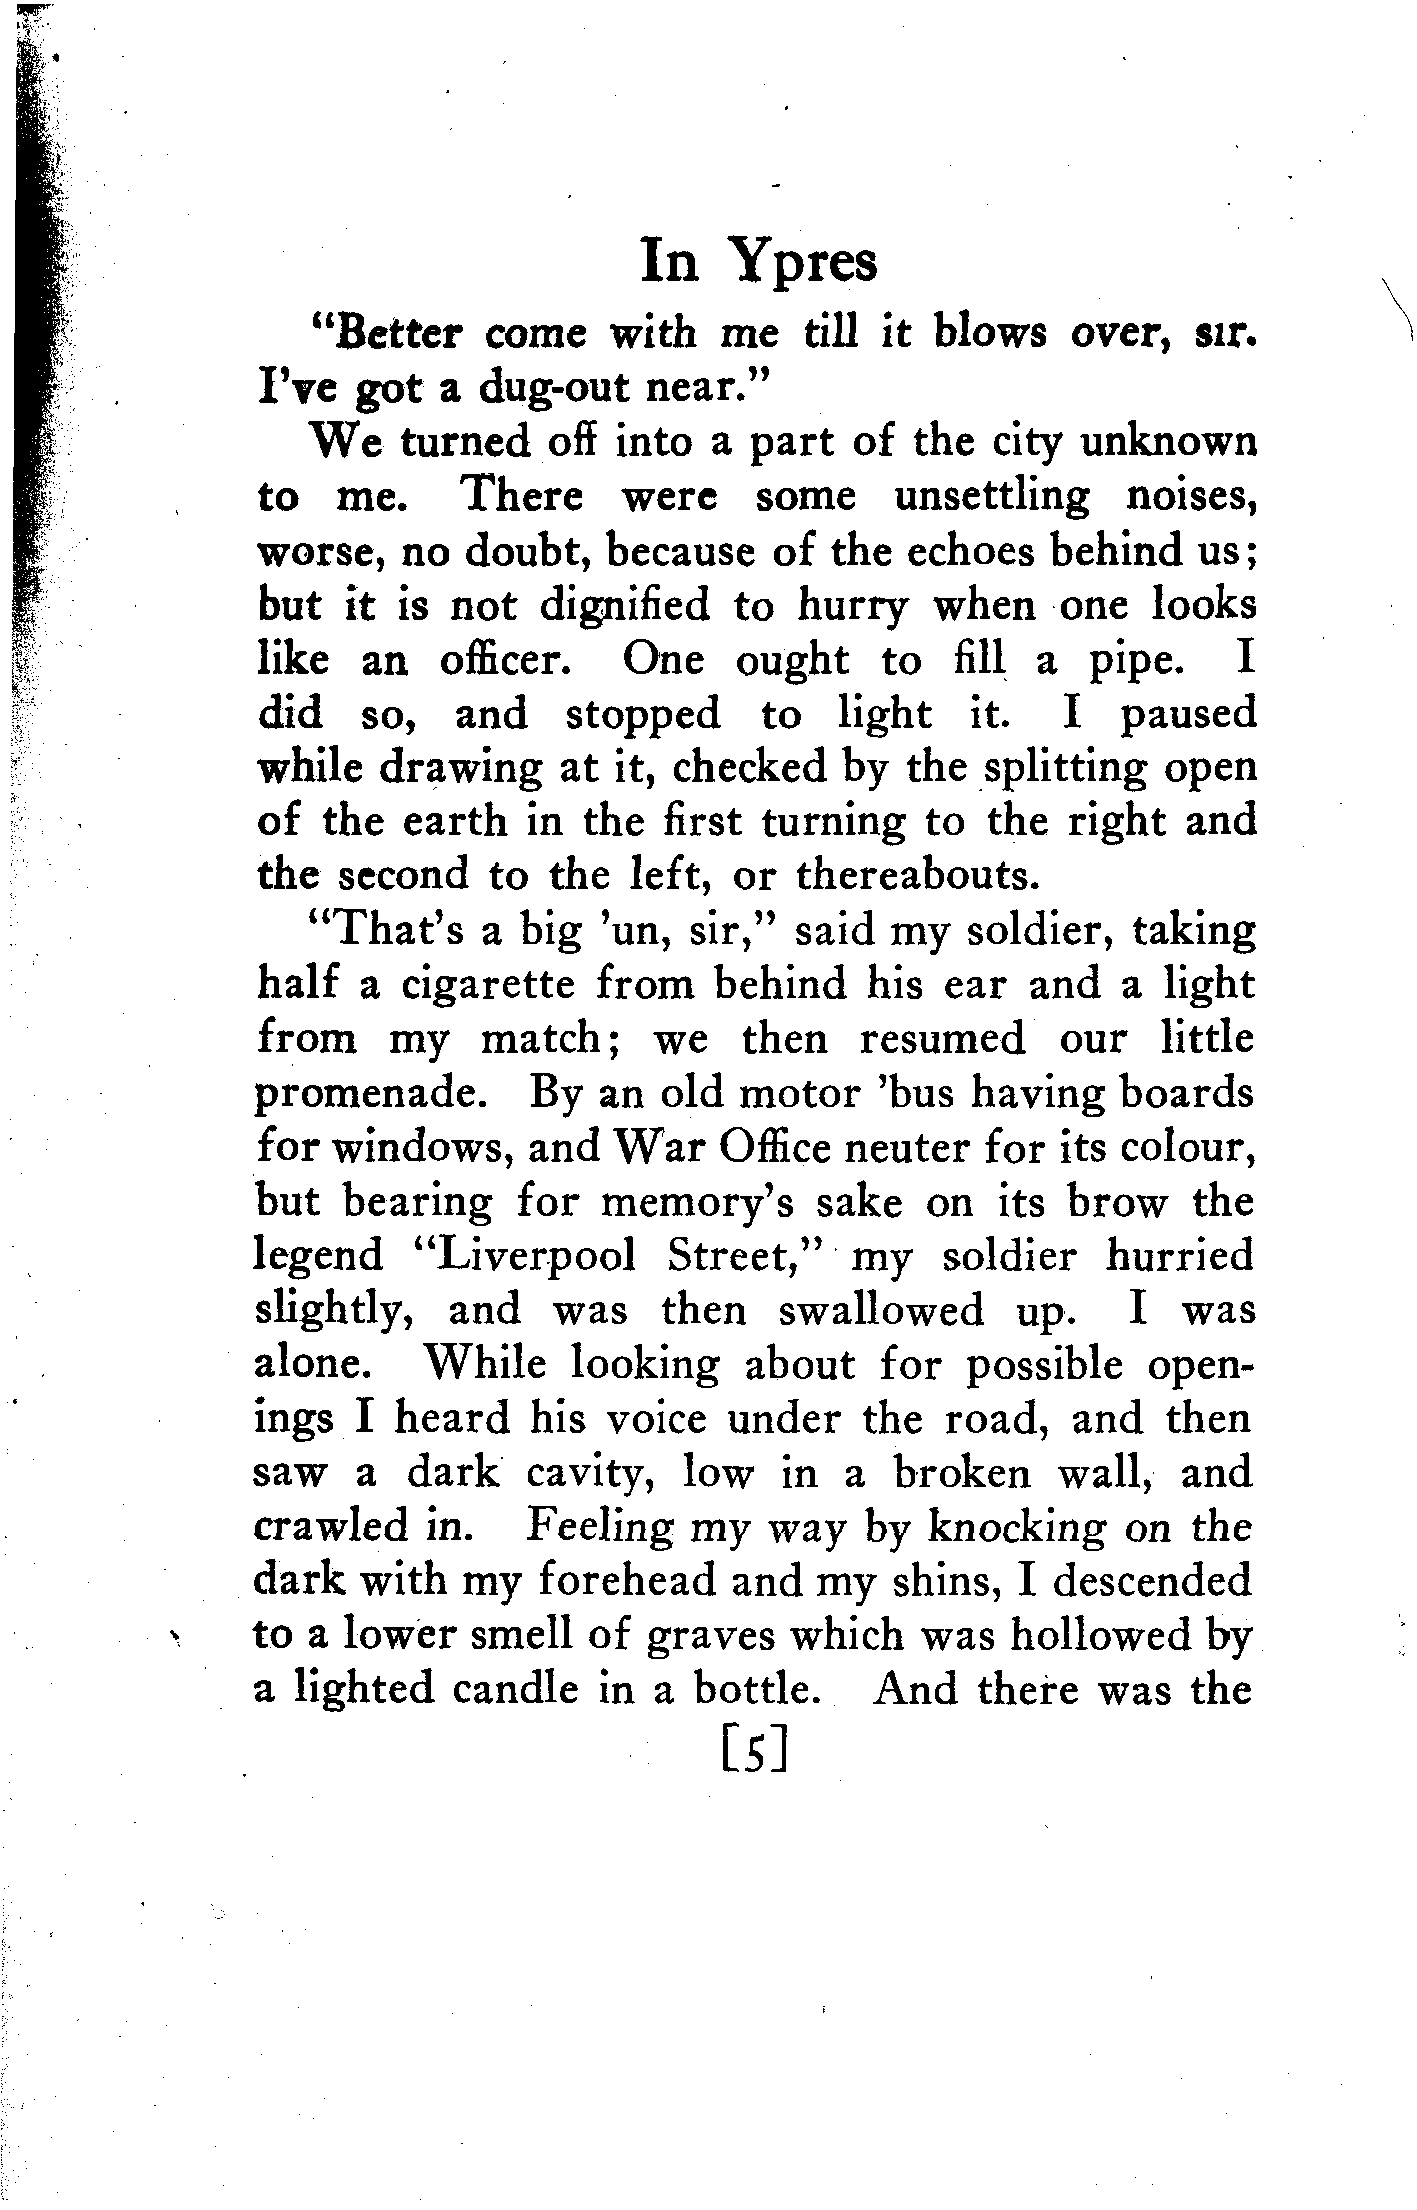 In Ypres
“Better come with me till it blows over, sir.
I’ve got a dug-out near.”
We turned off into a part of the city unknown
to me. There were some unsettling noises,
worse, no doubt, because of the echoes behind us;
but it is not dignified to hurry when one looks
like an officer. One ought to fill a pipe. I
did so, and stopped to light it. I paused
while drawing at it, checked by the splitting open
of the earth in the first turning to the right and
the second to the left, or thereabouts.
“That’s a big ’un, sir,” said my soldier, taking
half a cigarette from behind his ear and a light
from my match; we then resumed our little
promenade. By an old motor ’bus having boards
for windows, and War Office neuter for its colour,
but bearing for memory’s sake on its brow the
legend “Liverpool Street,” my soldier hurried
slightly, and was then swallowed up. I was
alone. While looking about for possible open-
ings I heard his voice under the road, and then
saw a dark cavity, low in a broken wall, and
crawled in. Feeling my way by knocking on the
dark with my forehead and my shins, I descended
to a lower smell of graves which was hollowed by
a lighted candle in a bottle. And there was the
[5]